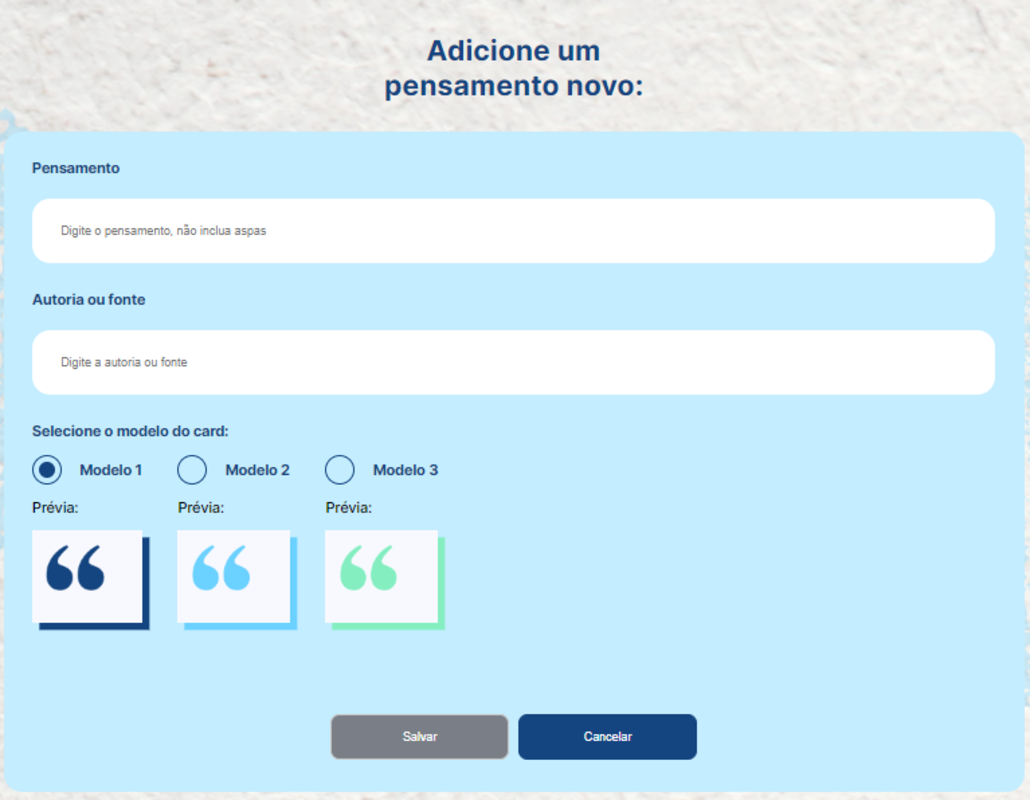 Adicione um
pensamento novo:
Pensamento
Digite o pensamento, não inclua aspas
Autoria ou fonte
Digite a autoria ou fonte
Selecione o modelo do card:
Modelo 1 Modelo 2 Modelo 3
Prévia: Prévia: Prévia:
“ “ “
Salvar Cancelar